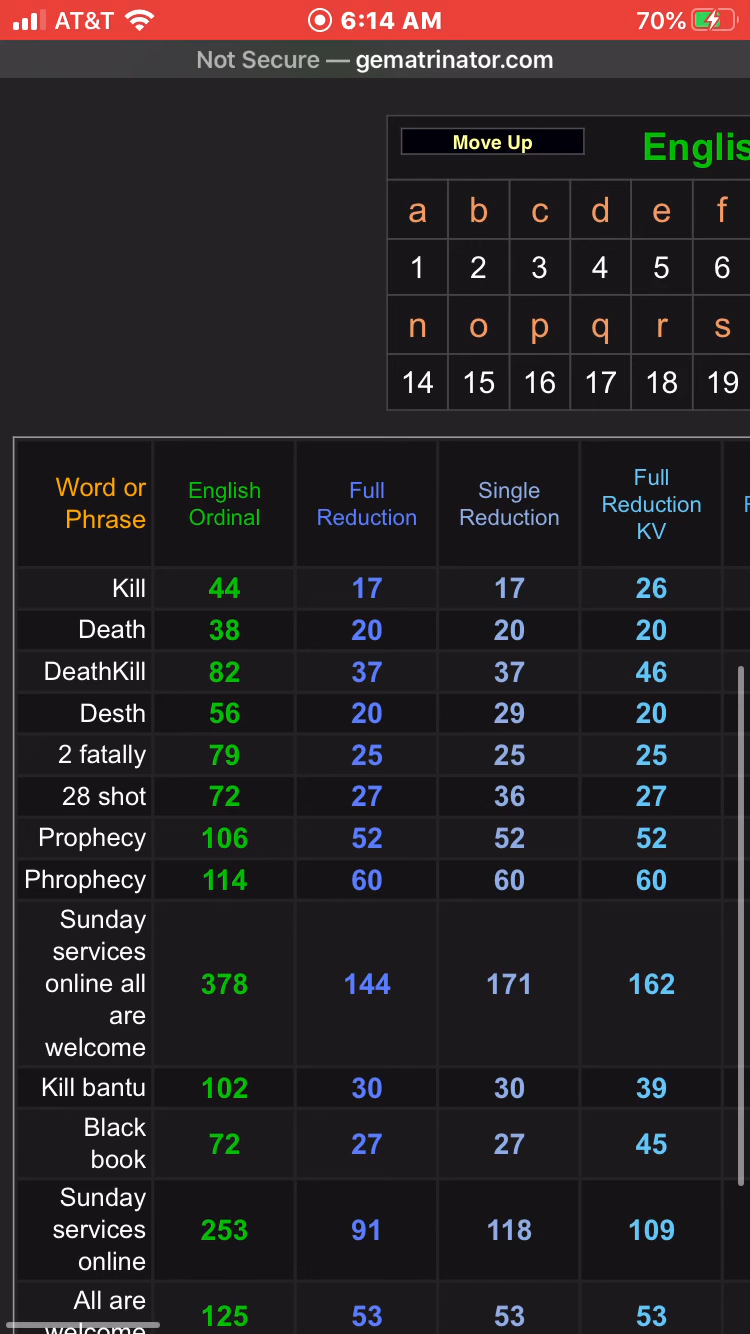 AT&T 6:14 AM 70%
Not Secure — gematrinator.com
Move Up Englis
a b c d e f
1 2 3 4 5 6
n o p q r s
14 15 16 17 18 19
Word or Phrase English Ordinal Full Reduction Single Reduction Full Reduction KV F
Kill 44 17 17 26
Death 38 20 20 20
DeathKill 82 37 37 46
Desth 56 20 29 20
2 fatally 79 25 25 25
28 shot 72 27 36 27
Prophecy 106 52 52 52
Phrophecy 114 60 60 60
Sunday services online all are welcome 378 144 171 162
Kill bantu 102 30 30 39
Black book 72 27 27 45
Sunday services online 253 91 118 109
All are welcome 125 53 53 53